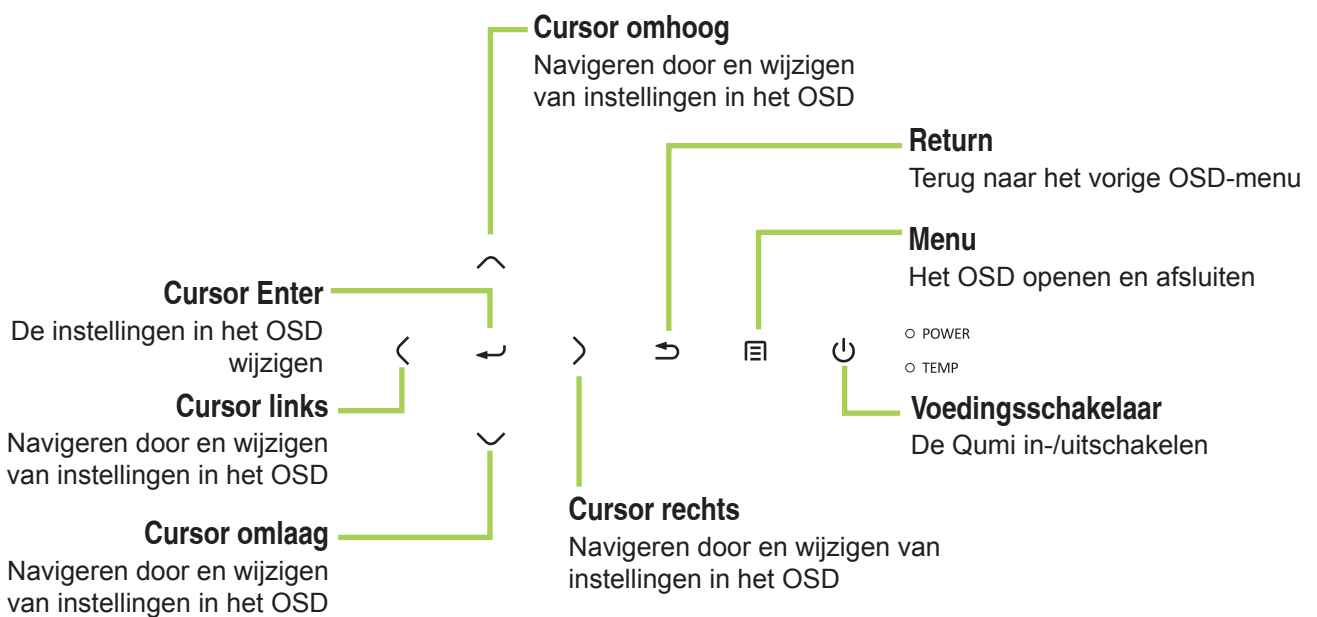 Cursor omhoog
Navigeren door en wijzigen
van instellingen in het OSD
Return
Terug naar het vorige OSD-menu
Menu
Het OSD openen en afsluiten
Cursor Enter
De instellingen in het OSD
wijzigen
POWER
TEMP
Cursor links
Navigeren door en wijzigen
van instellingen in het OSD
Voedingsschakelaar
De Qumi in-/uitschakelen
Cursor omlaag
Navigeren door en wijzigen
van instellingen in het OSD
Cursor rechts
Navigeren door en wijzigen van
instellingen in het OSD